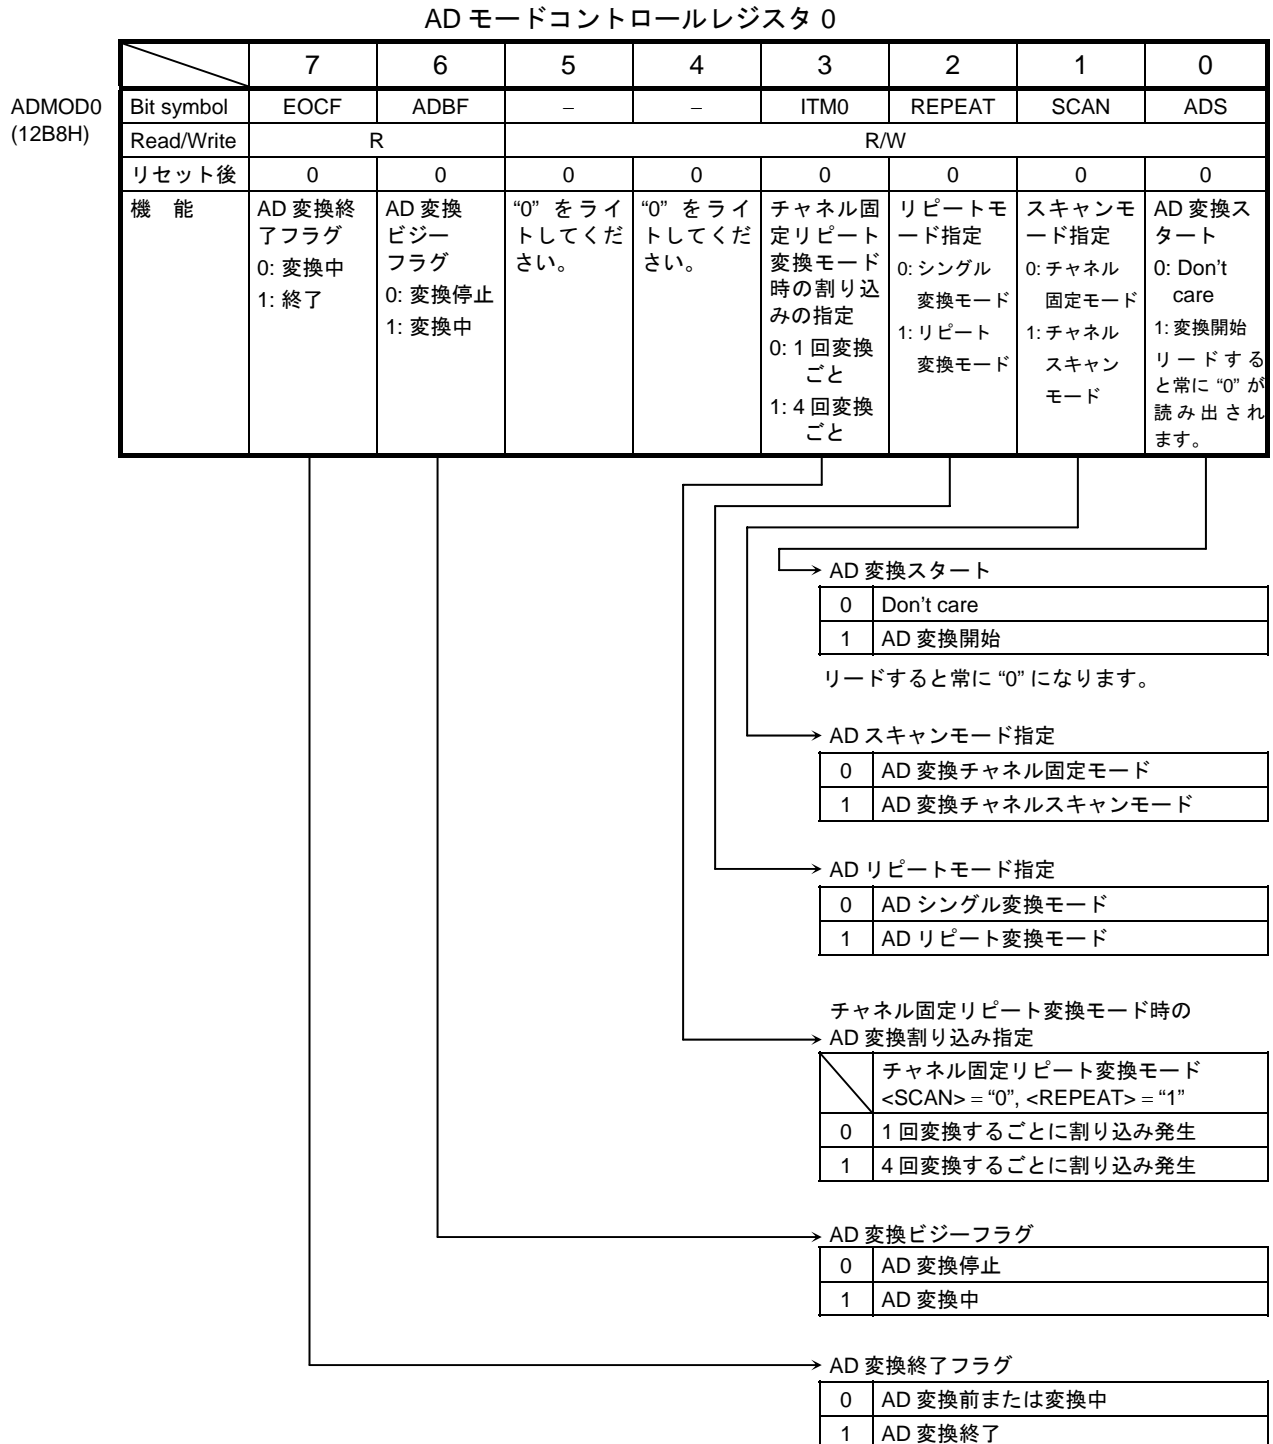 AD モードコントロールレジスタ 0
7 6 5 4 3 2 1 0
ADMOD0
(12B8H)
Bit symbol EOCF ADBF − − ITM0 REPEAT SCAN ADS
Read/Write R R/W
リセット後 0 0 0 0 0 0 0 0
機 能
AD 変換終
了フラグ
0: 変換中
1: 終了
AD 変換
ビジー
フラグ
0: 変換停止
1: 変換中
“0” をライ
トしてくだ
さい。
“0” をライ
トしてくだ
さい。
チャネル固
定リピート
変換モード
時の割り込
みの指定
0: 1 回変換
ごと
1: 4 回変換
ごと
リピートモ
ード指定
0: シングル
変換モード
1: リピート
変換モード
スキャンモ
ード指定
0: チャネル
固定モード
1: チャネル
スキャン
モード
AD 変換ス
タート
0: Don't
care
1: 変換開始
リードする
と常に “0” が
読み出され
ます。
AD 変換スタート
0 Don't care
1 AD 変換開始
リードすると常に “0” になります。
AD スキャンモード指定
0 AD 変換チャネル固定モード
1 AD 変換チャネルスキャンモード
AD リピートモード指定
0 AD シングル変換モード
1 AD リピート変換モード
チャネル固定リピート変換モード時の
AD 変換割り込み指定
チャネル固定リピート変換モード
<SCAN> = “0”, <REPEAT> = “1”
0 1 回変換するごとに割り込み発生
1 4 回変換するごとに割り込み発生
AD 変換ビジーフラグ
0 AD 変換停止
1 AD 変換中
AD 変換終了フラグ
0 AD 変換前または変換中
1 AD 変換終了